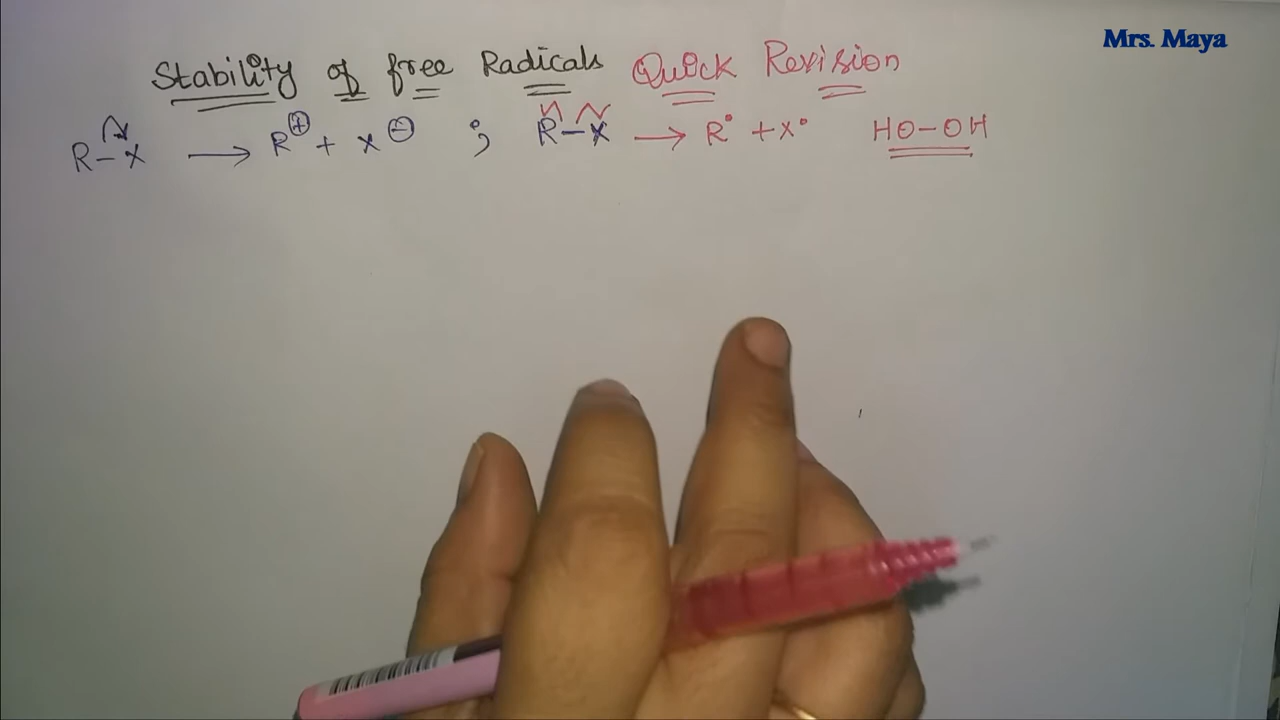 Mrs. Maya
Stability of free Radicals Quick Revision
R–X → R⊕ + X⊖ ; R–X → R• + X• HO–OH